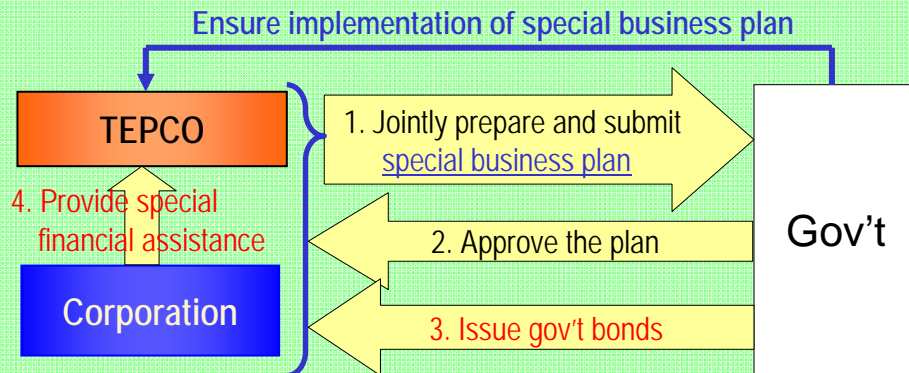 Ensure implementation of special business plan
TEPCO
1. Jointly prepare and submit
special business plan
4. Provide special
financial assistance
2. Approve the plan
Gov't
Corporation
3. Issue gov't bonds